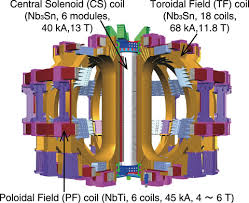 Central Solenoid (CS) coil
(Nb₃Sn, 6 modules,
40 kA,13 T)
Toroidal Field (TF) coil
(Nb₃Sn, 18 coils,
68 kA,11.8 T)
Poloidal Field (PF) coil (NbTi, 6 coils, 45 kA, 4 ~ 6 T)